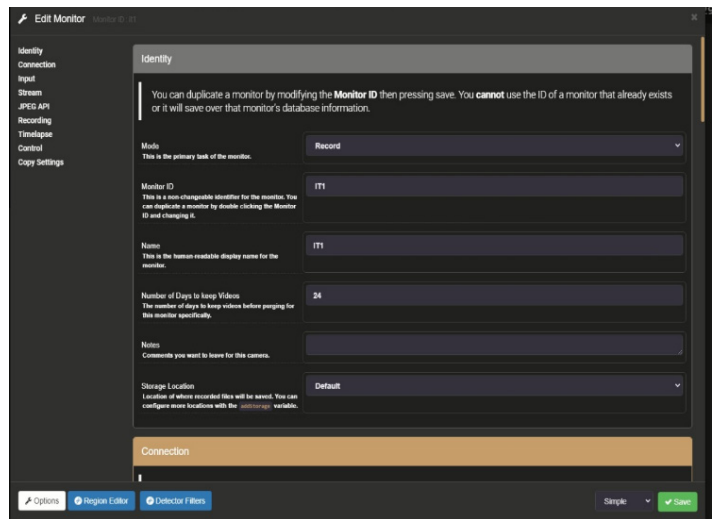 Edit Monitor
Identity
Connection
Input
Stream
JPEG API
Recording
Timelapse
Control
Copy Settings
Identity
You can duplicate a monitor by modifying the Monitor ID then pressing save. You cannot use the ID of a monitor that already exists
or it will save over that monitor's database information.
Mode
This is the primary task of the monitor.
Record
Monitor ID
This is a non-changeable identifier for the monitor. You
can duplicate a monitor by double clicking the Monitor
ID and changing it.
IT1
Name
This is the human-readable display name for the
monitor.
IT1
Number of Days to keep Videos
The number of days to keep videos before purging for
this monitor specifically.
24
Notes
Comments you want to leave for this camera.
Storage Location
Location of where recorded files will be saved. You can
configure more locations with the addStorage variable.
Default
Connection
Options
Region Editor
Detector Filters
Simple
Save